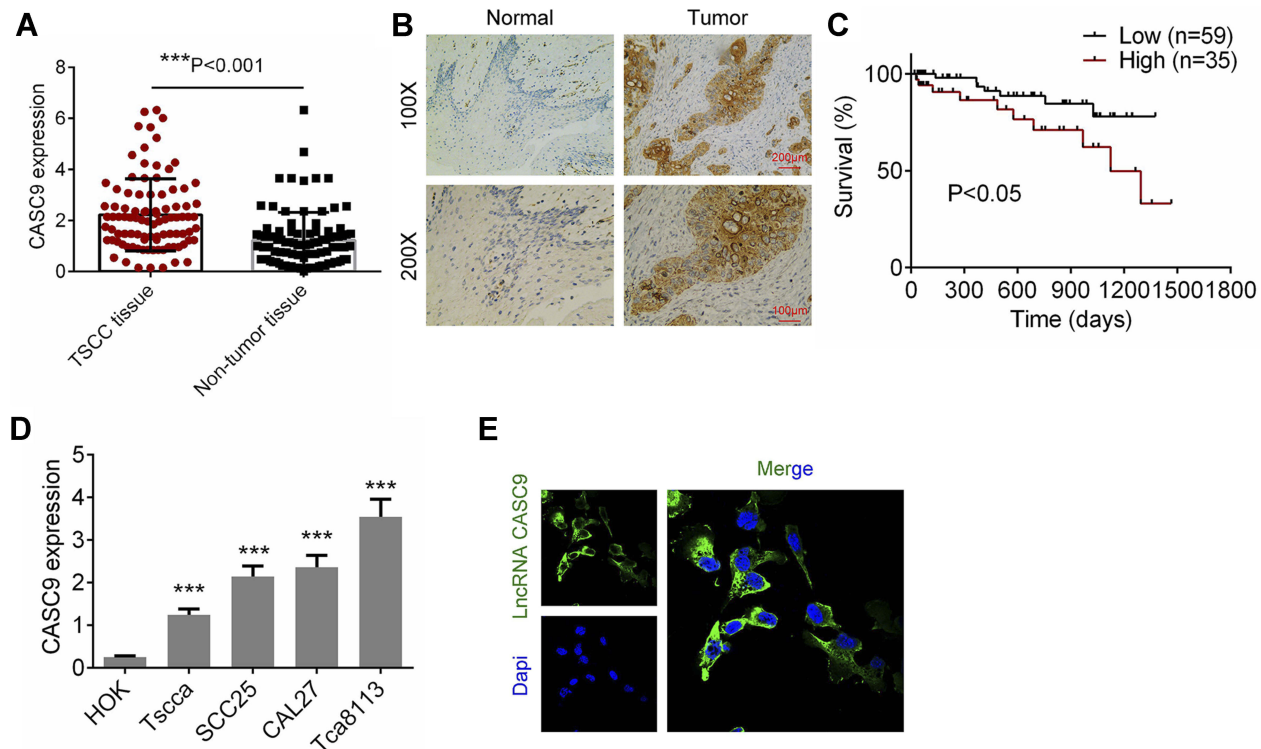 A
***P<0.001
CASC9 expression
8
6
4
2
0
TSCC tissue
Non-tumor tissue
B
Normal
Tumor
100X
200μm
200X
100μm
C
Low (n=59)
High (n=35)
Survival (%)
100
50
0
P<0.05
0 300 600 900 1200 1500 1800
Time (days)
D
CASC9 expression
5
4
3
2
1
0
***
***
***
***
HOK
Tscca
SCC25
CAL27
Tca8113
E
LncRNA CASC9
Dapi
Merge